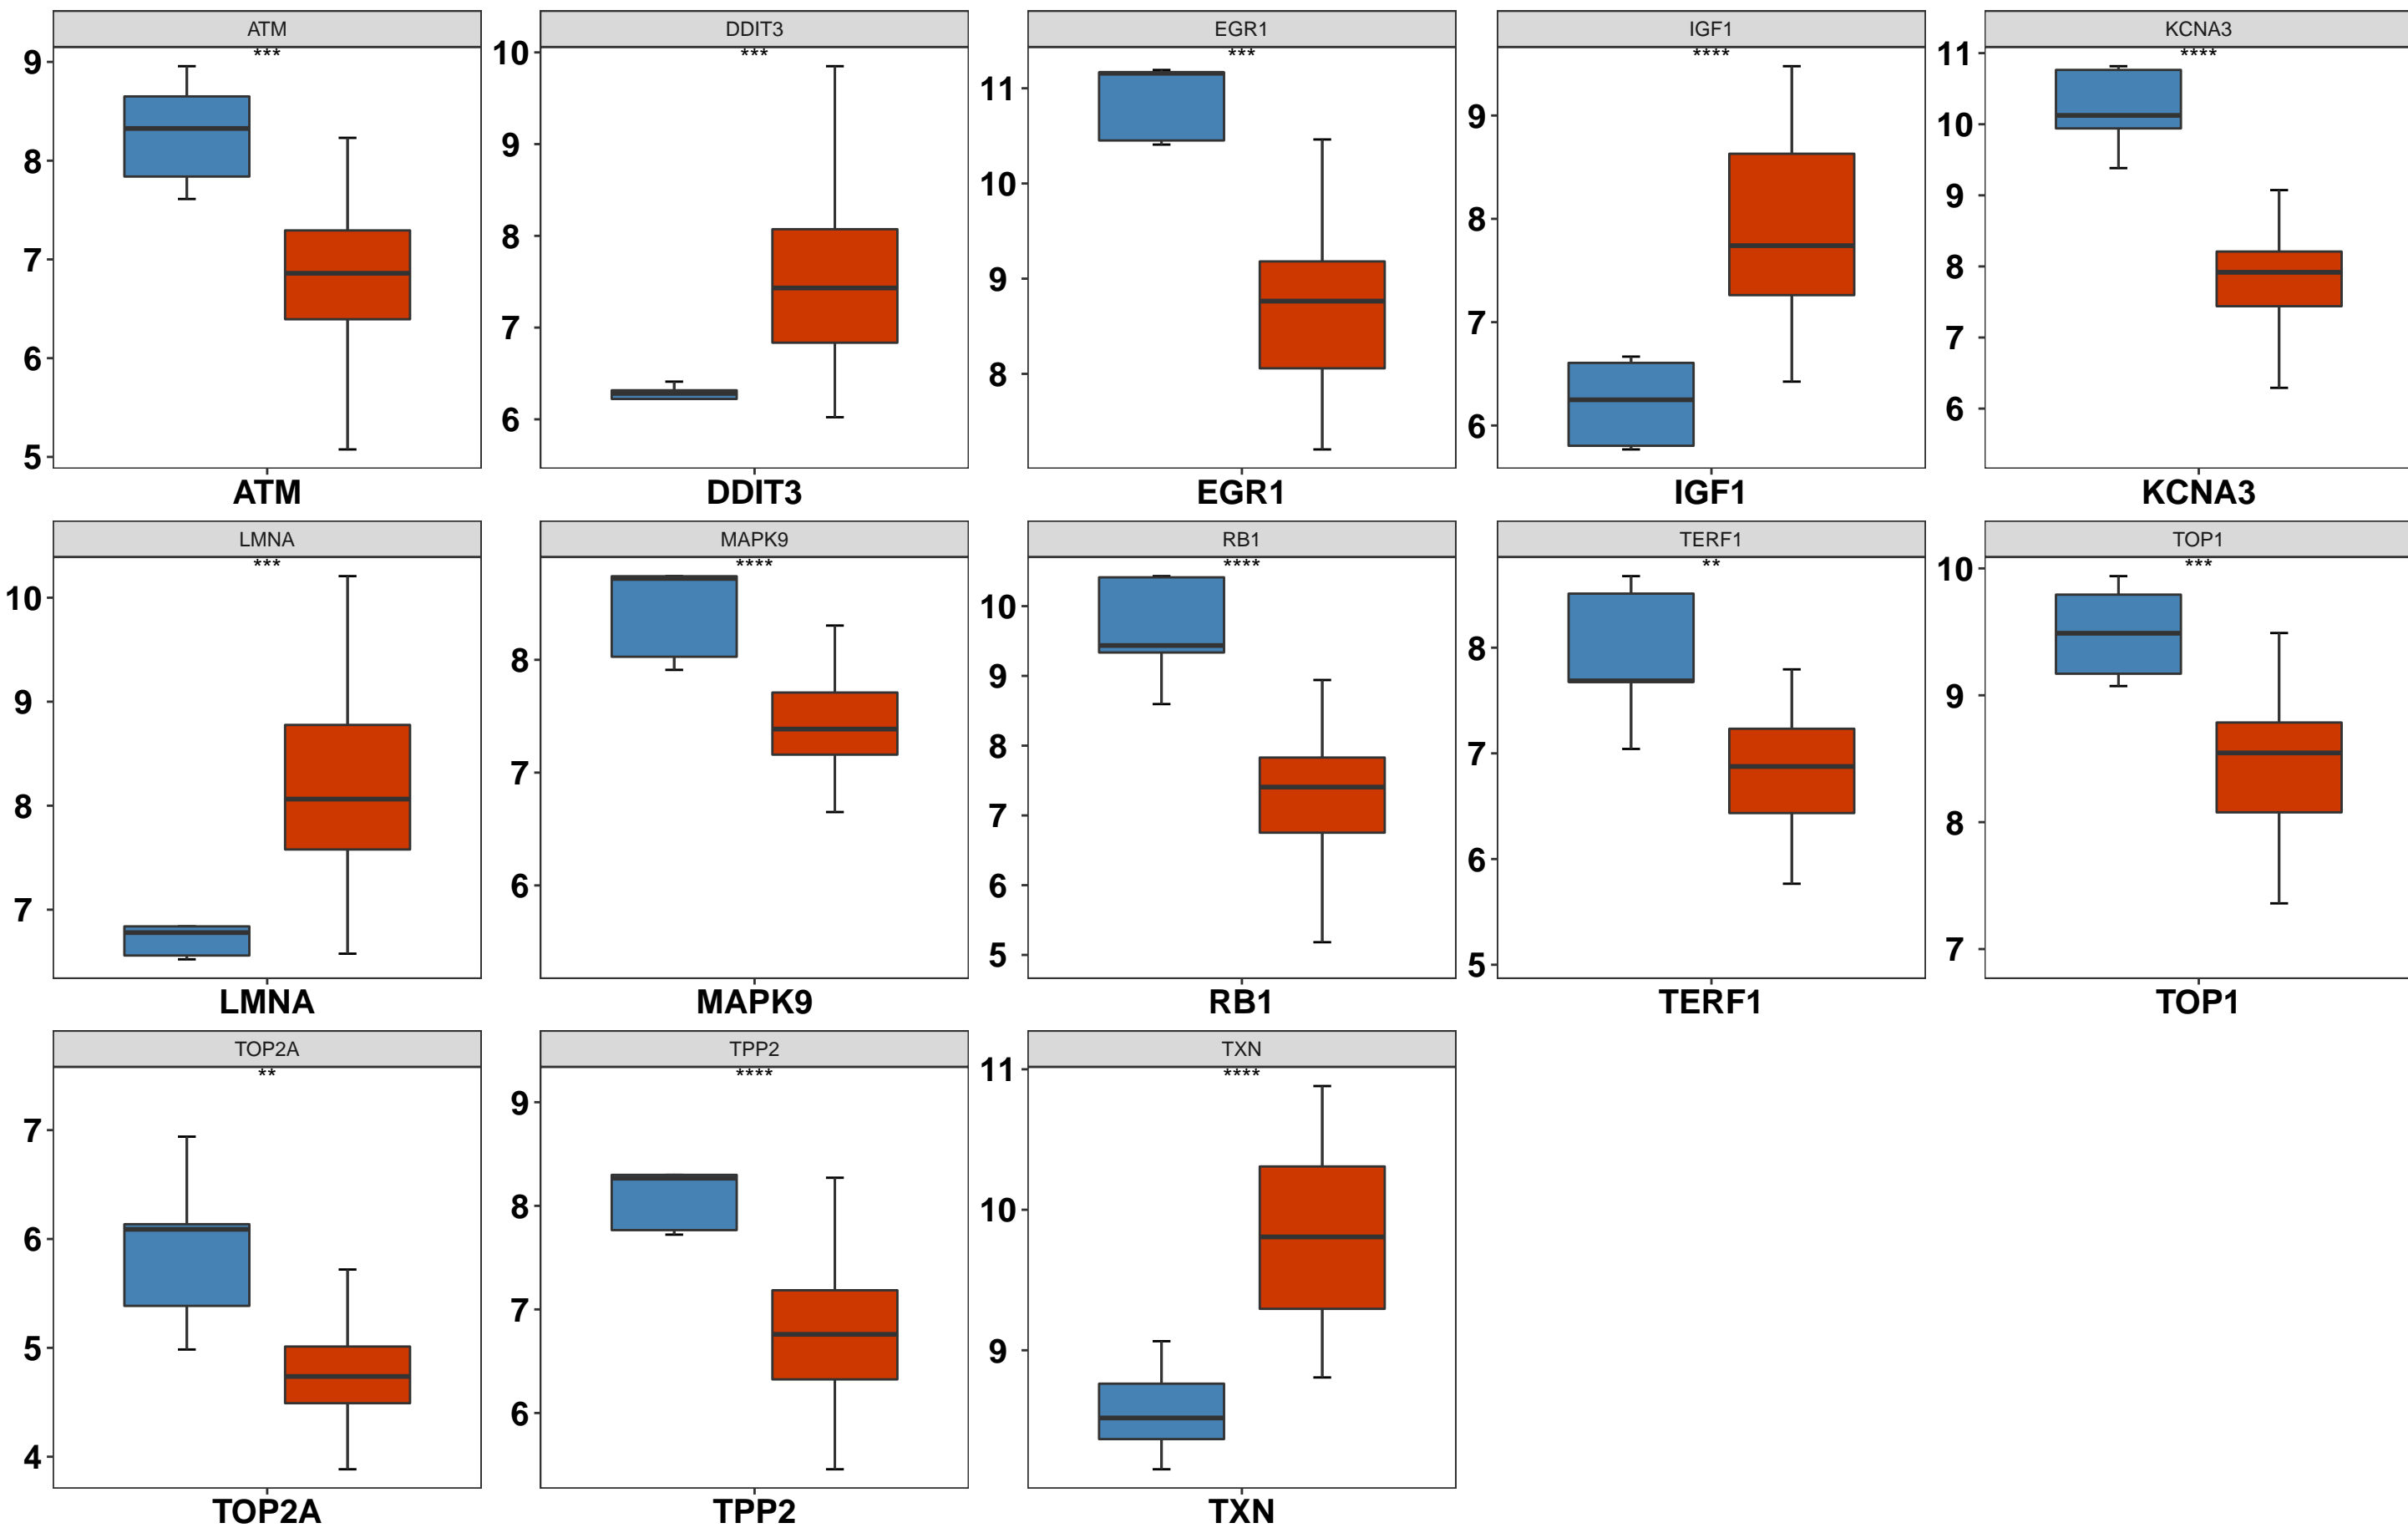 ATM
***
9
8
7
6
5
ATM
DDIT3
***
10
9
8
7
6
DDIT3
EGR1
***
11
10
9
8
EGR1
IGF1
****
9
8
7
6
IGF1
KCNA3
****
11
10
9
8
7
6
KCNA3
LMNA
***
10
9
8
7
LMNA
MAPK9
****
8
7
6
MAPK9
RB1
****
10
9
8
7
6
5
RB1
TERF1
**
8
7
6
5
TERF1
TOP1
***
10
9
8
7
TOP1
TOP2A
**
7
6
5
4
TOP2A
TPP2
****
9
8
7
6
TPP2
TXN
****
11
10
9
TXN